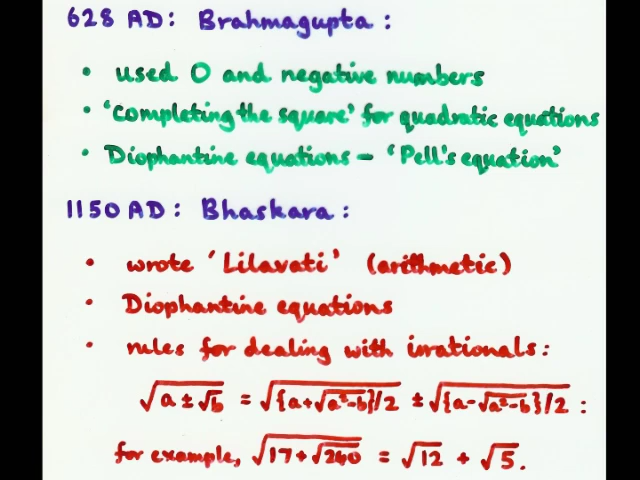 628 AD: Brahmagupta:
• used 0 and negative numbers
• 'Completing the square' for quadratic equations
• Diophantine equations – 'Pell's equation'
1150 AD: Bhaskara:
• wrote 'Lilavati' (arithmetic)
• Diophantine equations
• rules for dealing with irrationals:
√(a ± √b) = √({a+√(a²-b)}/2) ± √({a-√(a²-b)}/2) :
for example, √(17 + √240) = √12 + √5.